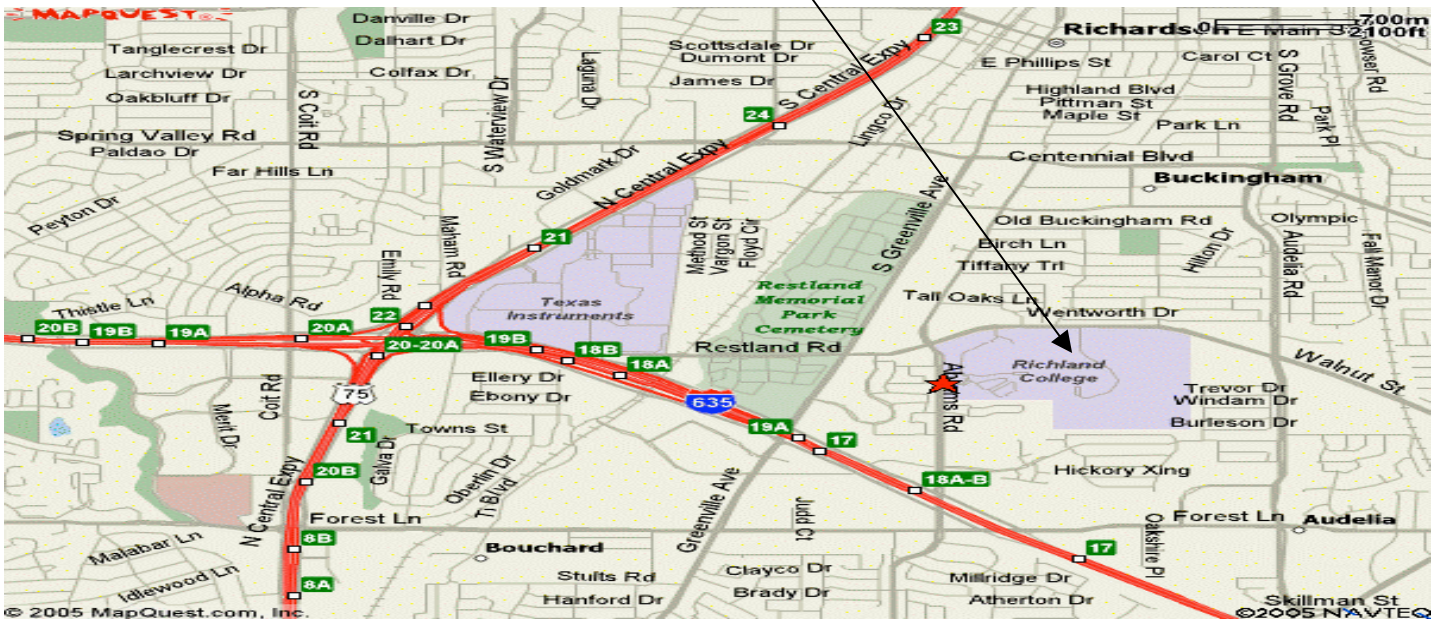 MAPQUEST
Danville Dr
Dalhart Dr
23
Richardson
E Main St
700m
2100ft
Tanglecrest Dr
Scottsdale Dr
Dumont Dr
Larchview Dr
Colfax Dr
James Dr
Laguna Dr
S Central Expy
E Phillips St
Carol Ct
S Grove Rd
Oakbluff Dr
S Coit Rd
S Waterview Dr
Highland Blvd
Pittman St
Maple St
Park Pl
24
Lingco Dr
Park Ln
Spring Valley Rd
Paldao Dr
Goldmark Dr
N Central Expy
Centennial Blvd
Far Hills Ln
Buckingham
Peyton Dr
Maham Rd
Method St
Vargon St
Floyd Cir
S Greenville Ave
Old Buckingham Rd
Olympic
21
Birch Ln
Hilton Dr
Audelia Rd
Fall Manor Dr
Emily Rd
Tiffany Trl
Thistle Ln
Alpha Rd
Texas
Instruments
Restland
Memorial
Park
Cemetery
Tall Oaks Ln
Wentworth Dr
22
20B
19B
19A
20A
20-20A
19B
18B
18A
Restland Rd
Richland
College
Walnut St
Coit Rd
75
Ellery Dr
Ebony Dr
635
Abrams Rd
Trevor Dr
Windam Dr
Burleson Dr
Merit Dr
21
Galva Dr
Towns St
19A
17
20B
Oberlin Dr
TI Blvd
18A-B
Hickory Xing
N Central Expy
Forest Ln
Greenville Ave
Judd Ct
Oakshire Pl
Forest Ln
Audelia
Malabar Ln
8B
Bouchard
17
Idlewood Ln
8A
Stults Rd
Hanford Dr
Clayco Dr
Brady Dr
Millridge Dr
Atherton Dr
Skillman St
© 2005 MapQuest.com, Inc.
©2005 NAVTEQ